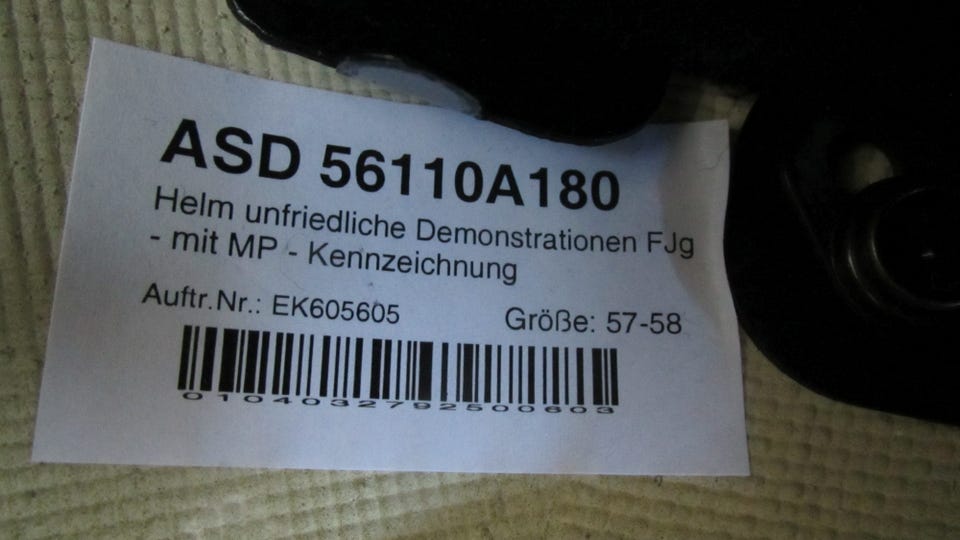 ASD 56110A180
Helm unfriedliche Demonstrationen FJg
- mit MP - Kennzeichnung
Auftr.Nr.: EK605605 Größe: 57-58
0104032792500603